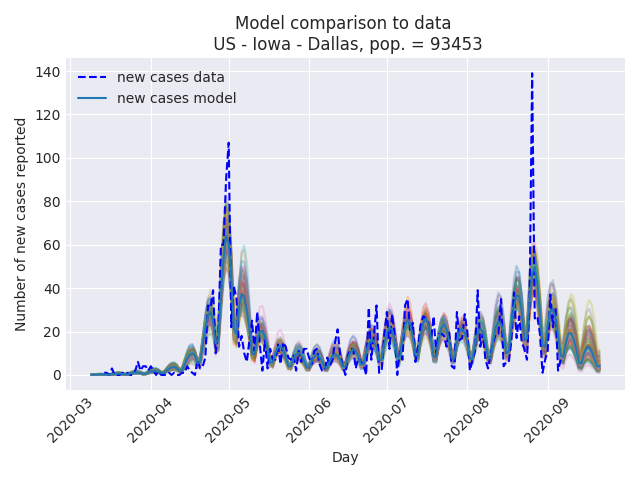 Model comparison to data
US - Iowa - Dallas, pop. = 93453
new cases data
new cases model
Number of new cases reported
140
120
100
80
60
40
20
0
2020-03
2020-04
2020-05
2020-06
2020-07
2020-08
2020-09
Day